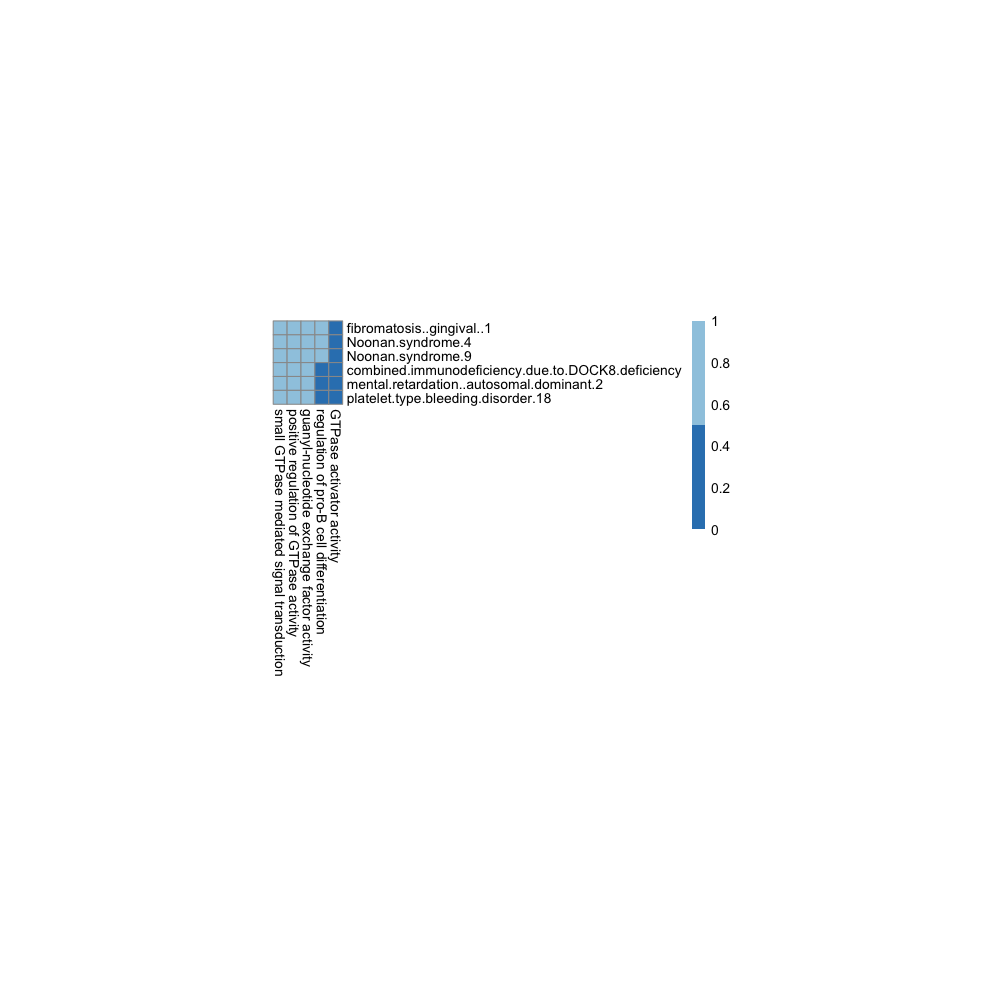 fibromatosis..gingival..1
Noonan.syndrome.4
Noonan.syndrome.9
combined.immunodeficiency.due.to.DOCK8.deficiency
mental.retardation..autosomal.dominant.2
platelet.type.bleeding.disorder.18
small GTPase mediated signal transduction
positive regulation of GTPase activity
guanyl-nucleotide exchange factor activity
regulation of pro-B cell differentiation
GTPase activator activity
1
0.8
0.6
0.4
0.2
0